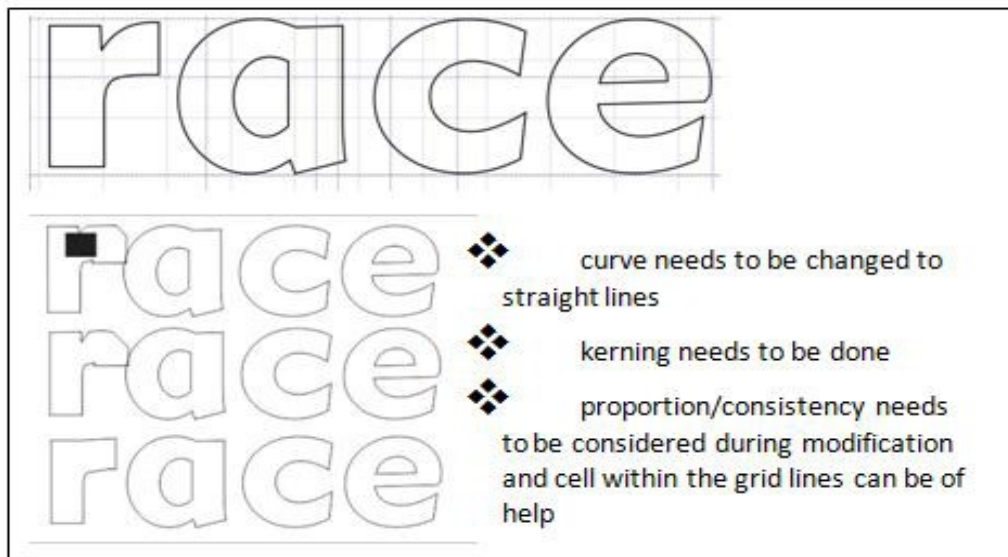 race
race
race
race
❖ curve needs to be changed to
straight lines
❖ kerning needs to be done
❖ proportion/consistency needs
to be considered during modification
and cell within the grid lines can be of
help